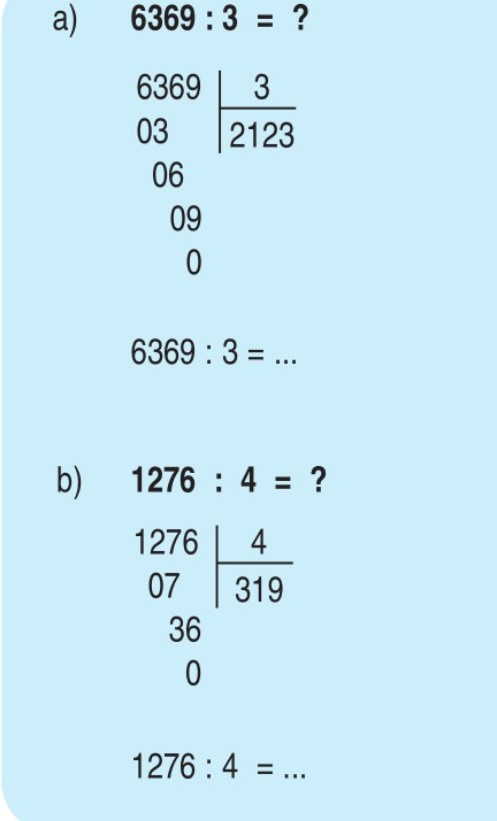 a) 6369 : 3 = ?
6369 3
03 2123
06
09
0
6369 : 3 = ...
b) 1276 : 4 = ?
1276 4
07 319
36
0
1276 : 4 = ...